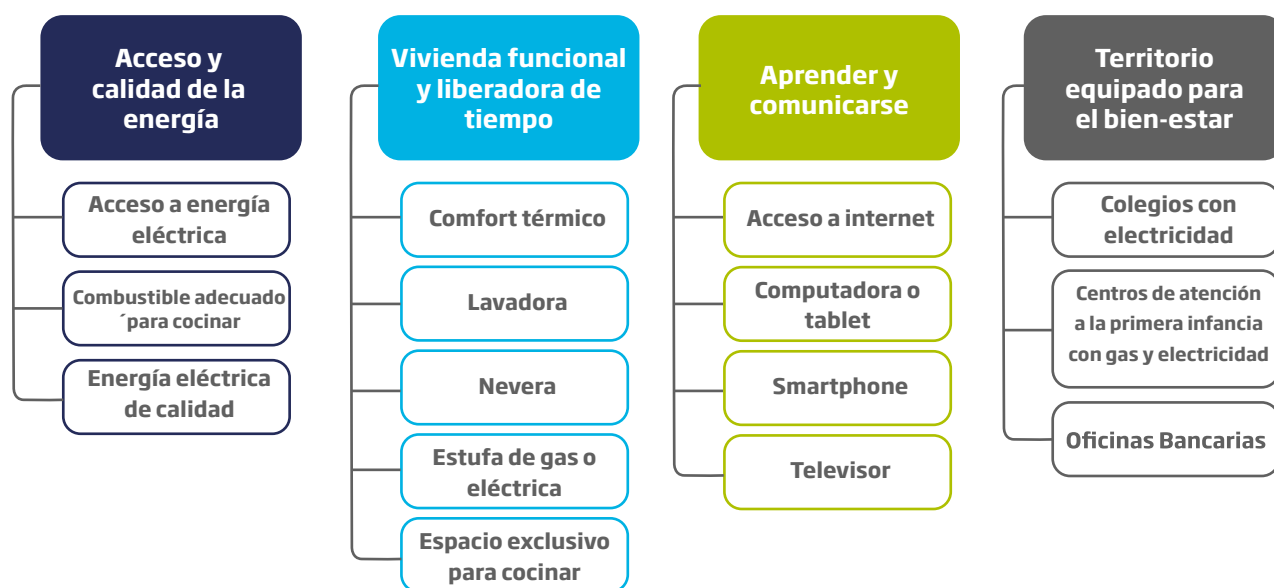 Acceso y
calidad de la
energía
Acceso a energía
eléctrica
Combustible adecuado
´para cocinar
Energía eléctrica
de calidad
Vivienda funcional
y liberadora de
tiempo
Comfort térmico
Lavadora
Nevera
Estufa de gas o
eléctrica
Espacio exclusivo
para cocinar
Aprender y
comunicarse
Acceso a internet
Computadora o
tablet
Smartphone
Televisor
Territorio
equipado para
el bien-estar
Colegios con
electricidad
Centros de atención
a la primera infancia
con gas y electricidad
Oficinas Bancarias